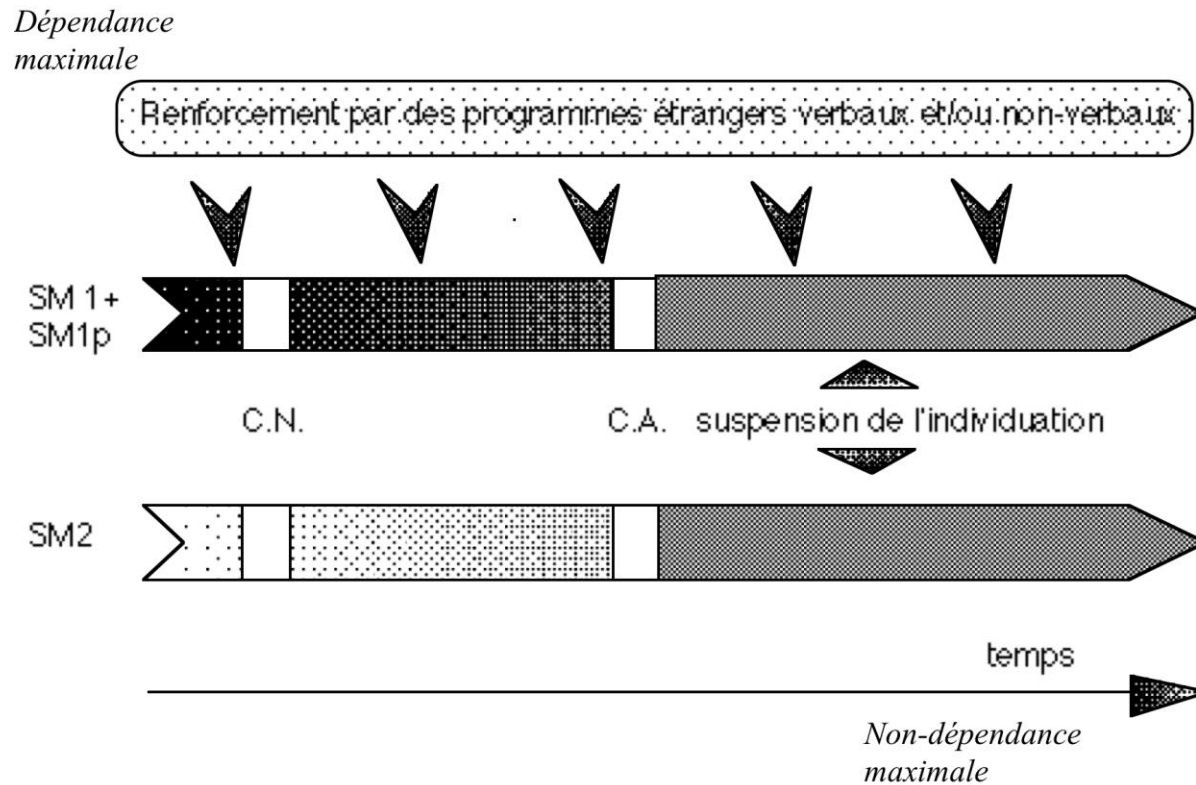 Dépendance
maximale
Renforcement par des programmes étrangers verbaux et/ou non-verbaux
SM 1+
SM1p
C.N.
C.A. suspension de l'individuation
SM2
temps
Non-dépendance
maximale